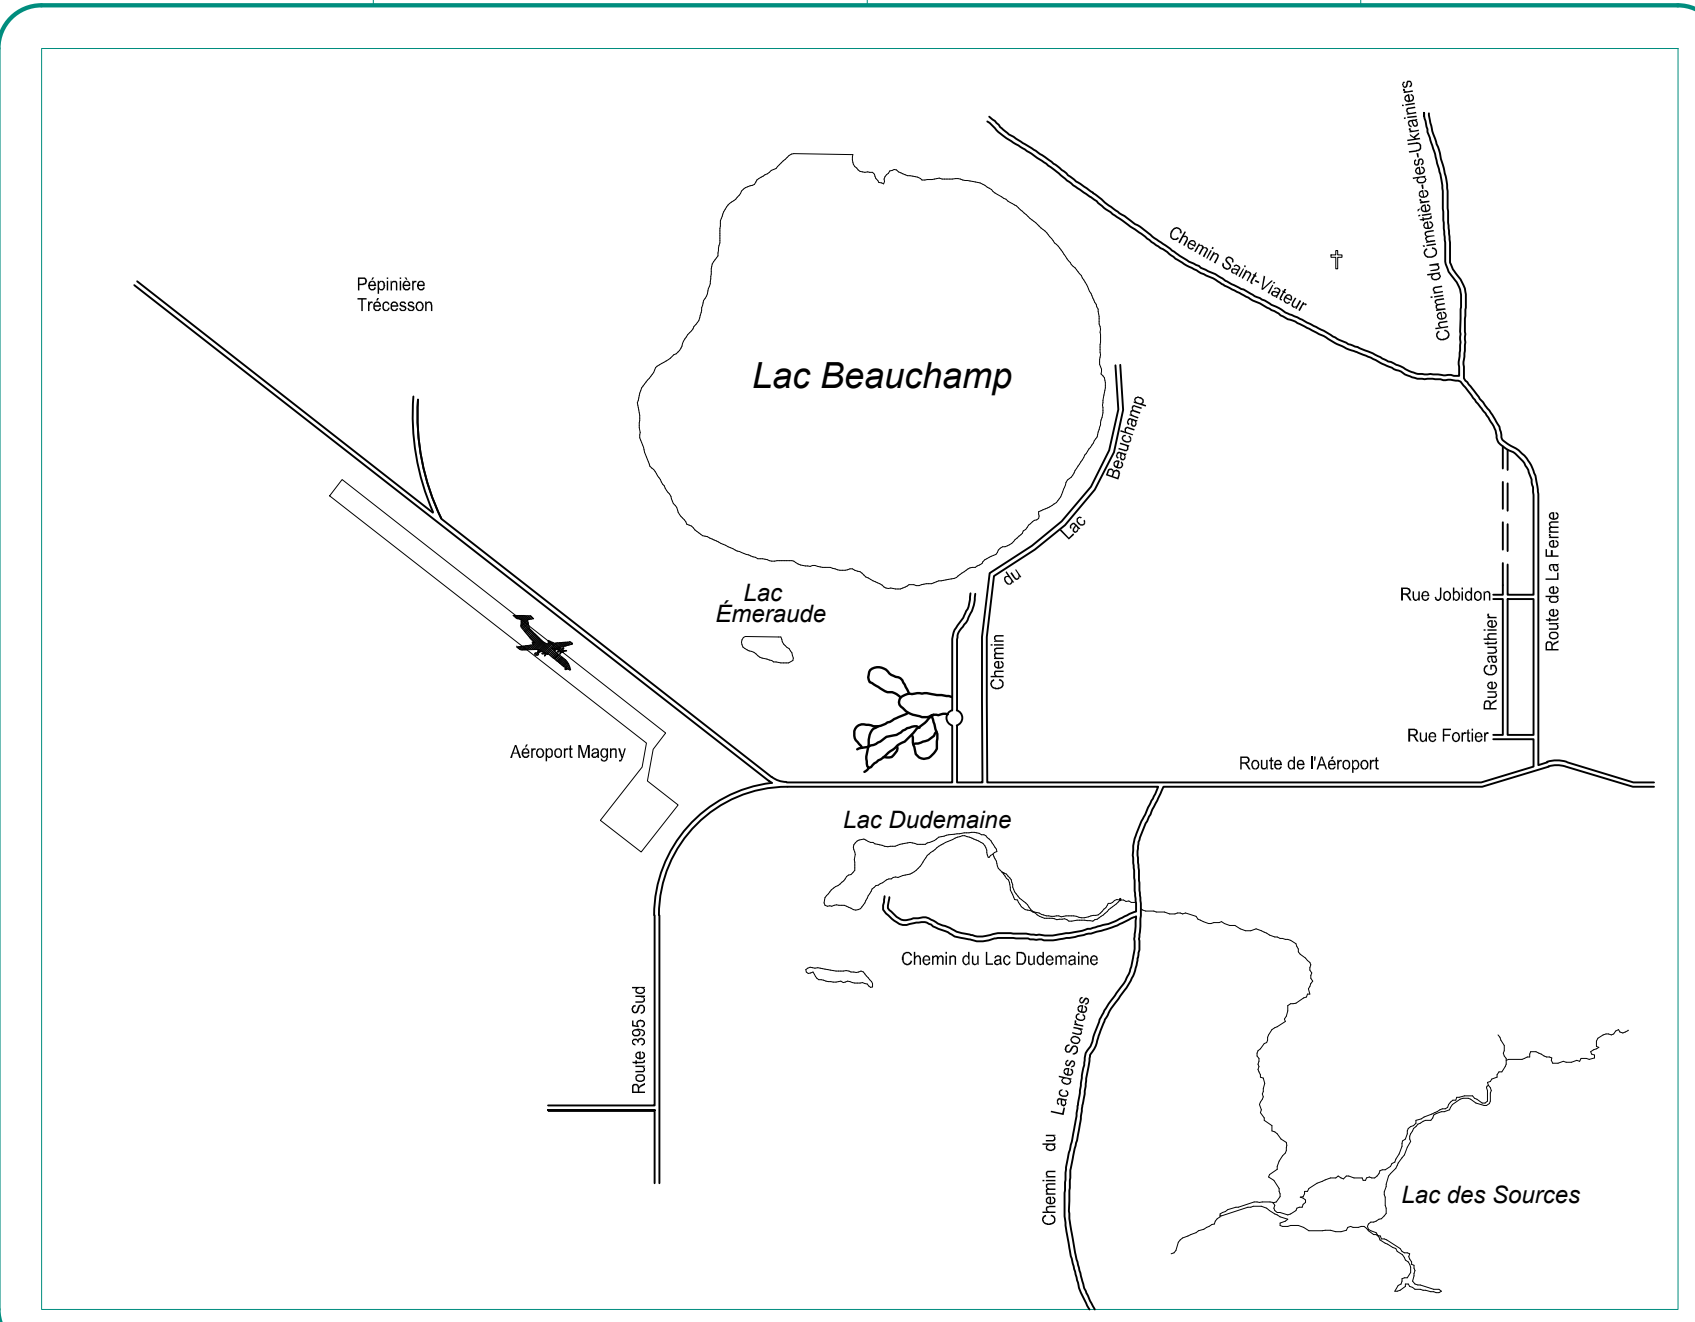 Chemin du Cimetière-des-Ukrainiers
Chemin Saint-Viateur
Pépinière
Trécesson
Lac Beauchamp
Chemin du Lac Beauchamp
Lac
Émeraude
Rue Jobidon
Route de La Ferme
Rue Gauthier
Rue Fortier
Aéroport Magny
Route de l'Aéroport
Lac Dudemaine
Chemin du Lac Dudemaine
Route 395 Sud
Chemin du Lac des Sources
Lac des Sources